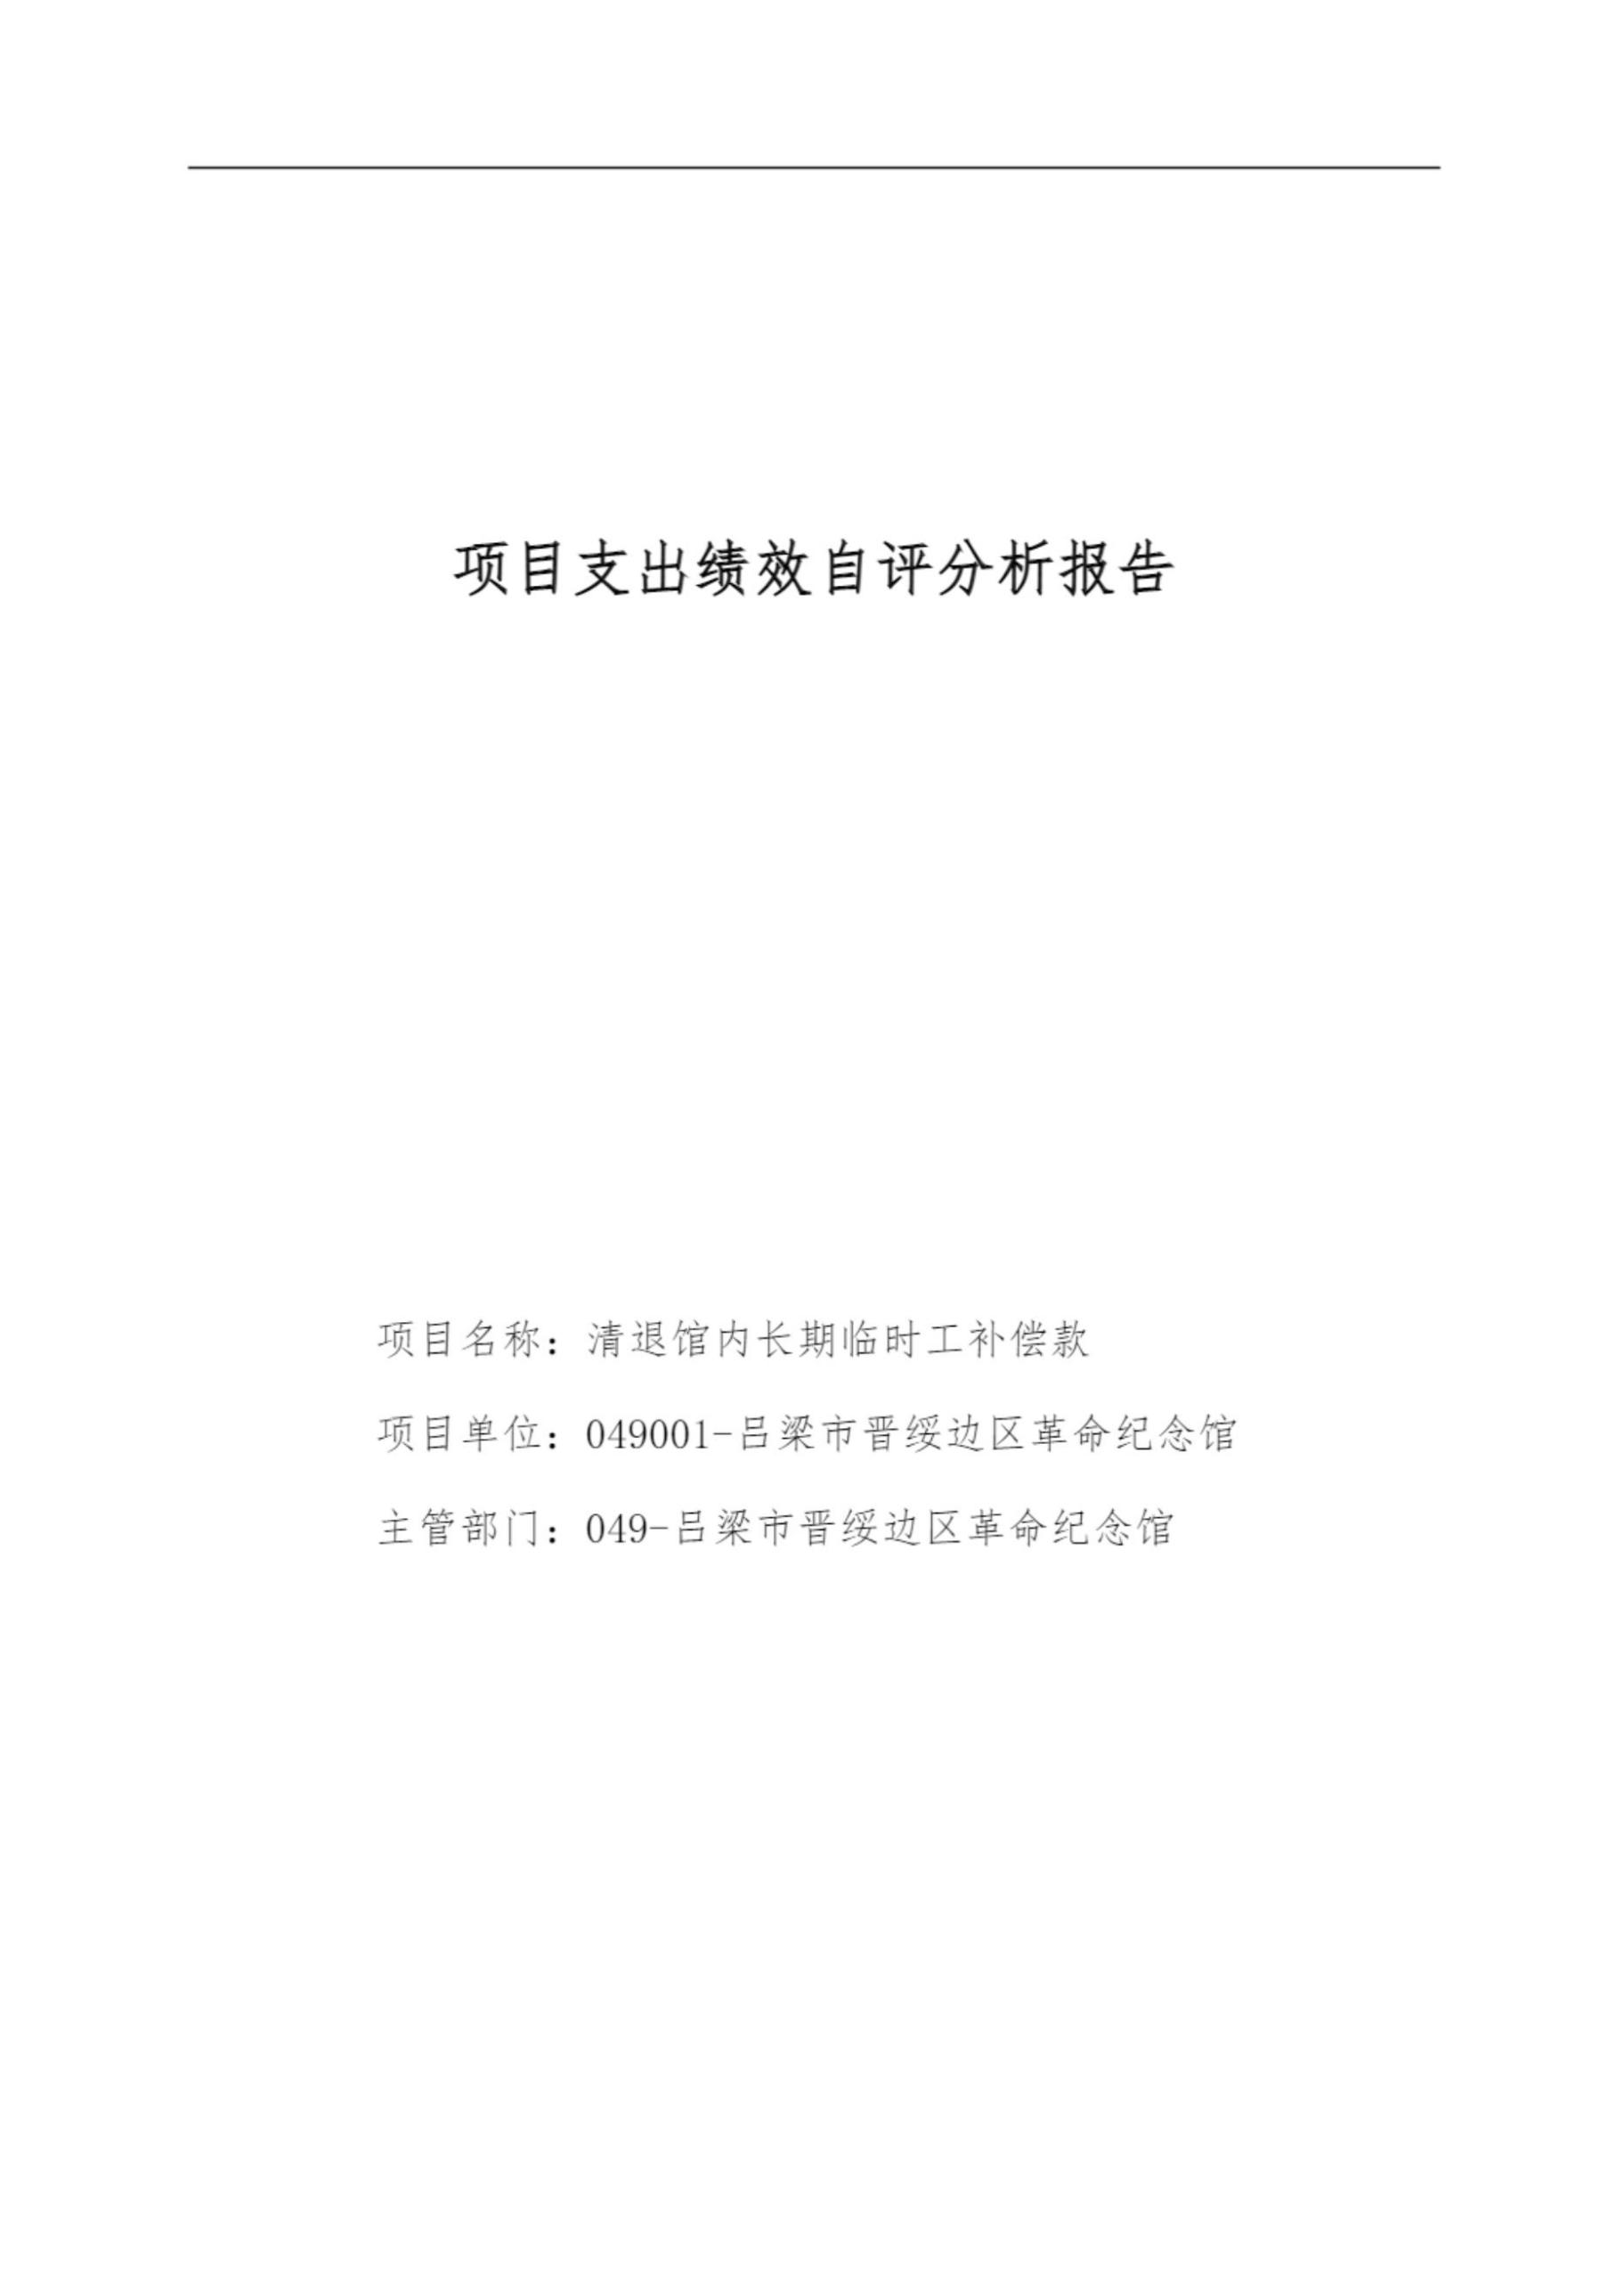 项目支出绩效自评分析报告
项目名称：清退馆内长期临时工补偿款
项目单位：049001-吕梁市晋绥边区革命纪念馆
主管部门：049-吕梁市晋绥边区革命纪念馆